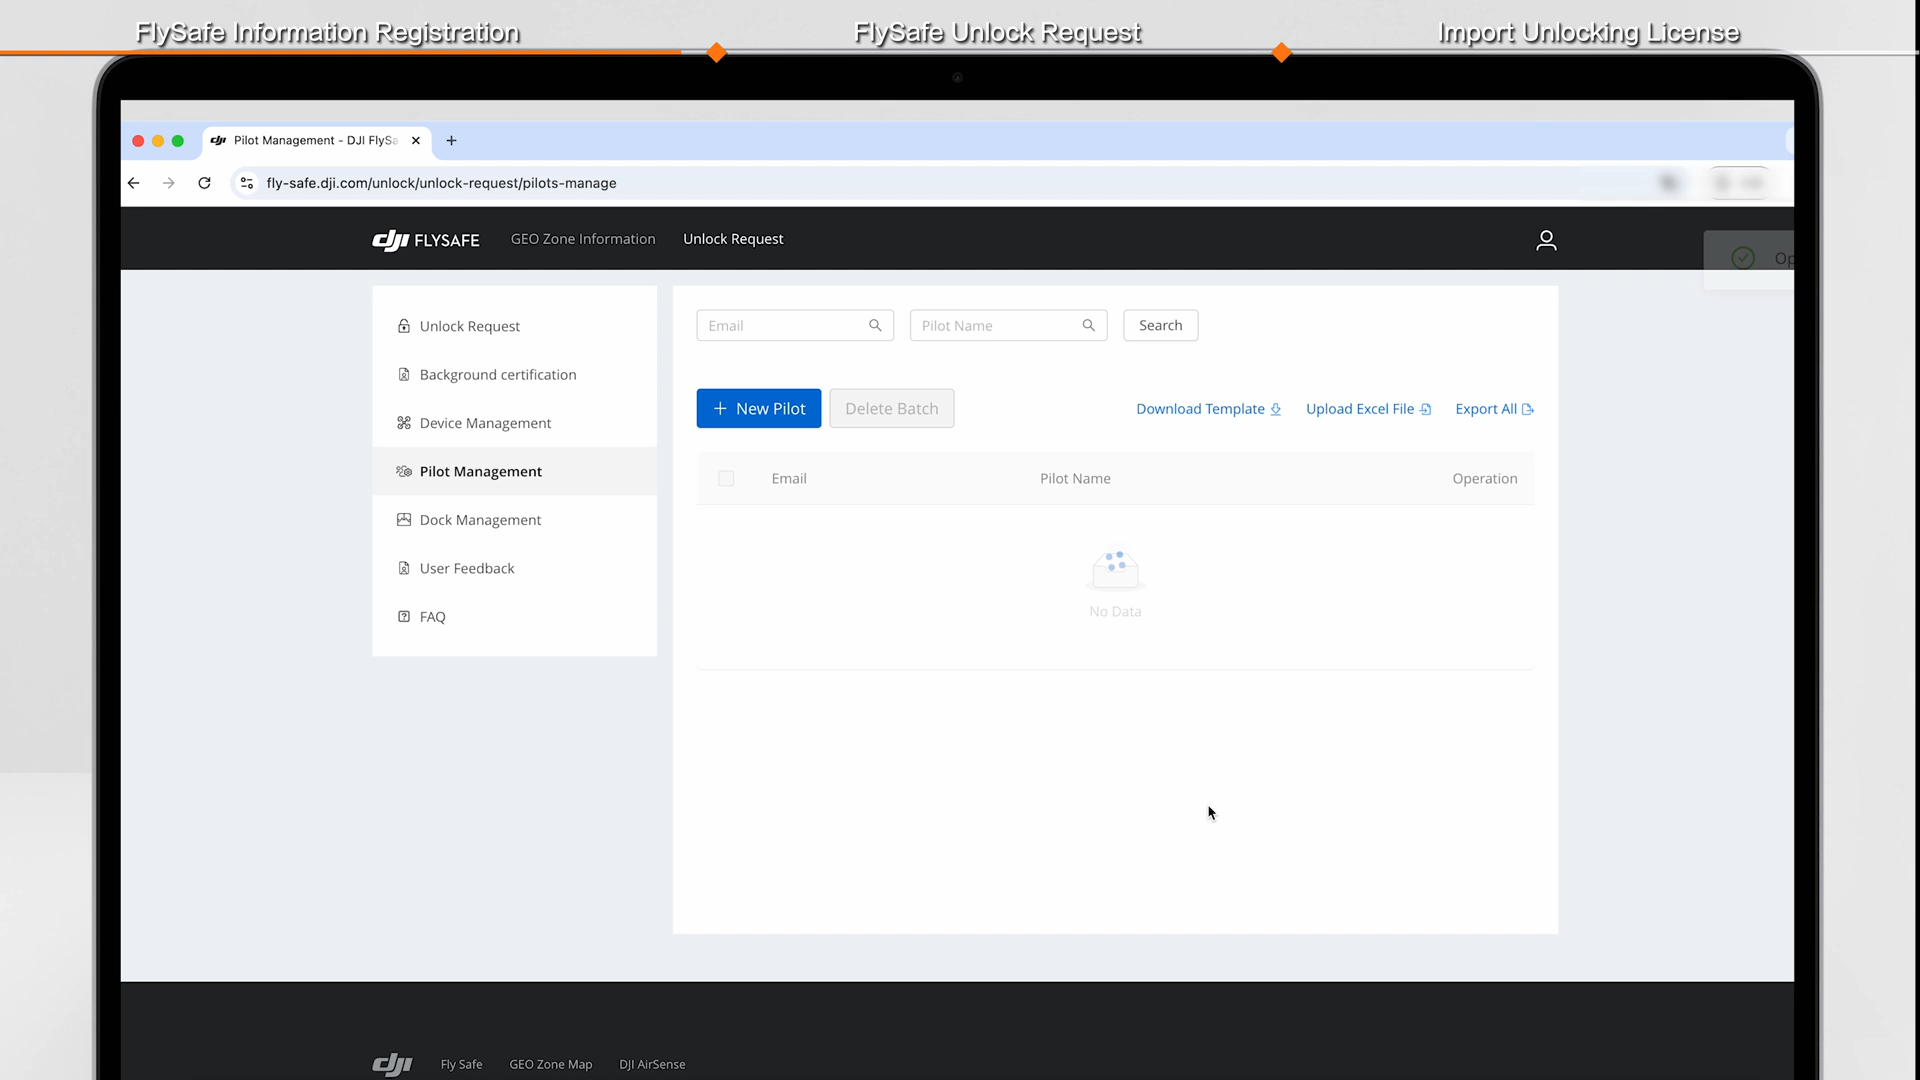 FlySafe Information Registration
FlySafe Unlock Request
Import Unlocking License
dji Pilot Management - DJI FlySa
fly-safe.dji.com/unlock/unlock-request/pilots-manage
dji FLYSAFE
GEO Zone Information
Unlock Request
Unlock Request
Background certification
Device Management
Pilot Management
Dock Management
User Feedback
FAQ
Email
Pilot Name
Search
+ New Pilot
Delete Batch
Download Template
Upload Excel File
Export All
Email
Pilot Name
Operation
No Data
dji
Fly Safe
GEO Zone Map
DJI AirSense